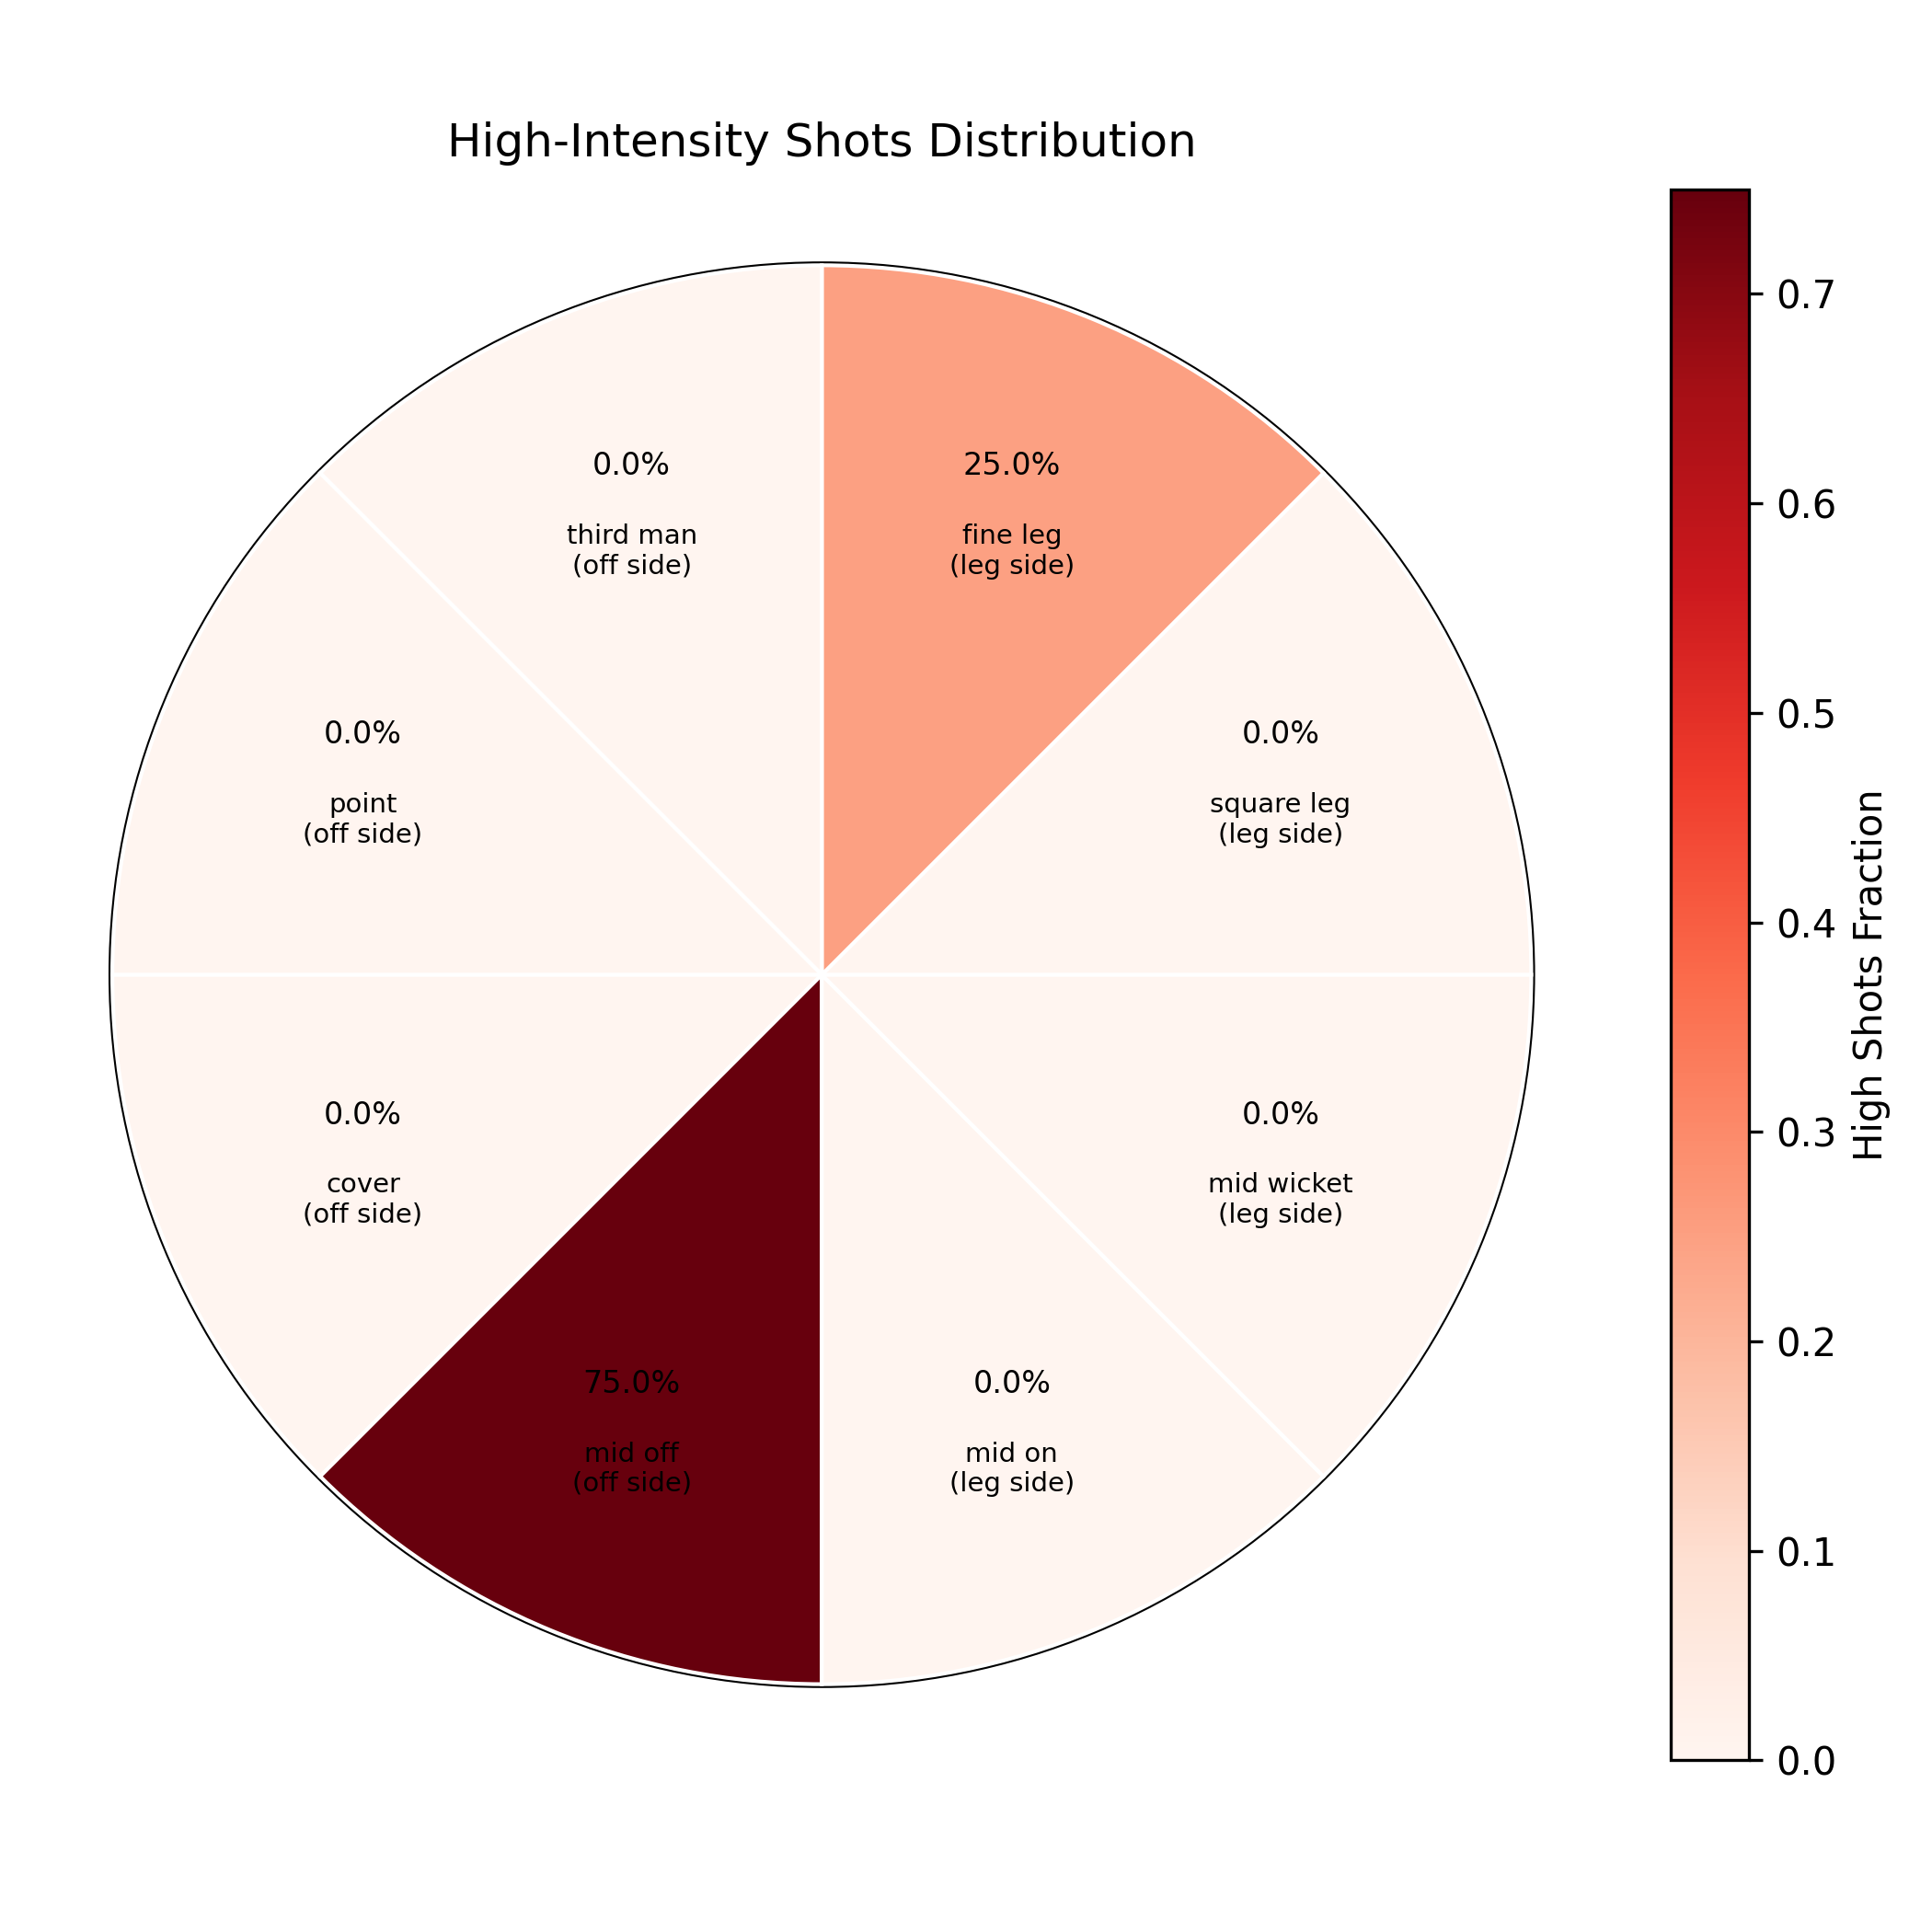 High-Intensity Shots Distribution
0.0%
third man
(off side)
25.0%
fine leg
(leg side)
0.0%
point
(off side)
0.0%
square leg
(leg side)
0.0%
cover
(off side)
0.0%
mid wicket
(leg side)
75.0%
mid off
(off side)
0.0%
mid on
(leg side)
0.7
0.6
0.5
0.4
0.3
0.2
0.1
0.0
High Shots Fraction